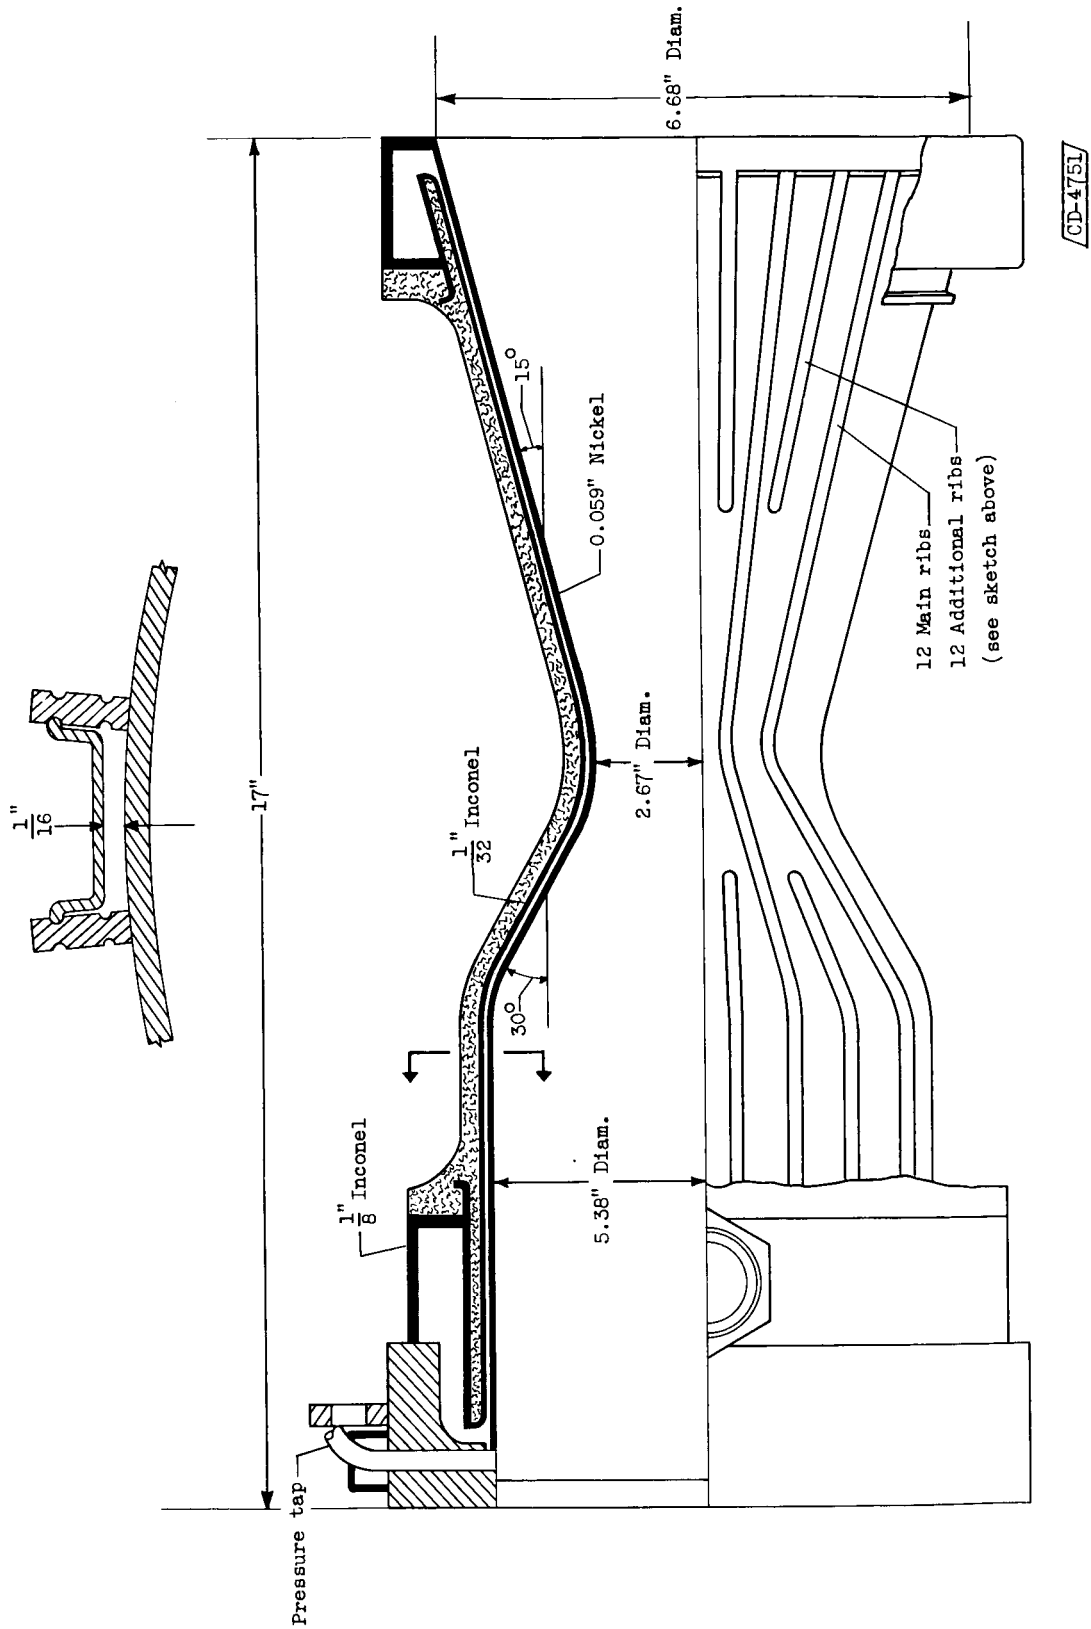 1"
16
17"
Pressure tap
1"
8 Inconel
1"
32 Inconel
30°
15°
0.059" Nickel
5.38" Diam.
2.67" Diam.
6.68" Diam.
12 Main ribs
12 Additional ribs
(see sketch above)
CD-4751